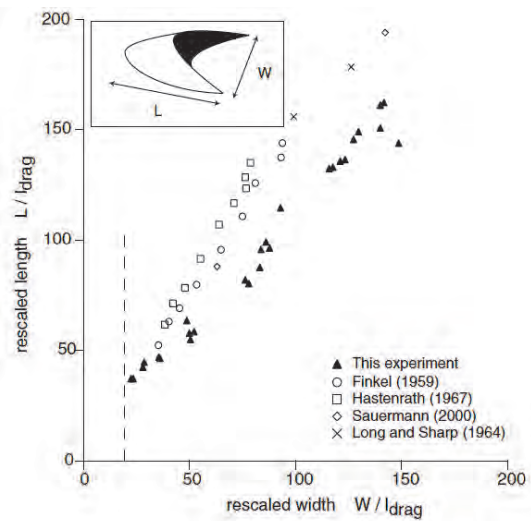 200
150
100
50
0
rescaled length L / l_drag
L
W
▲ This experiment
○ Finkel (1959)
□ Hastenrath (1967)
◇ Sauermann (2000)
× Long and Sharp (1964)
0 50 100 150 200
rescaled width W / l_drag